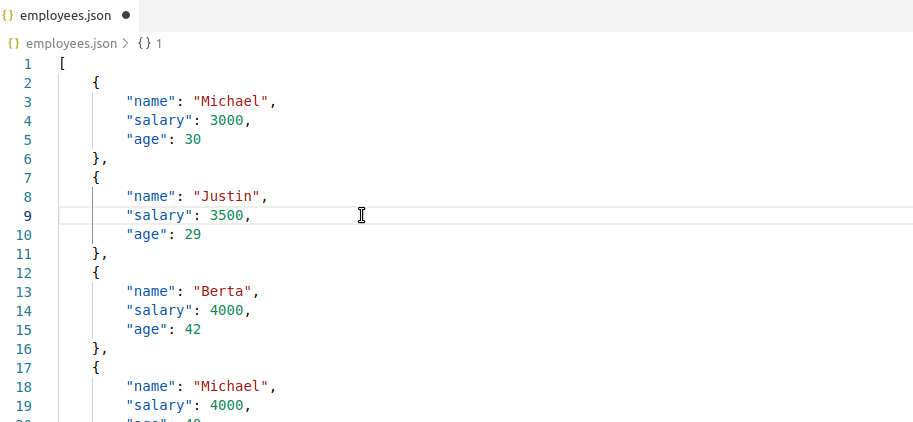 {} employees.json ●
{} employees.json > {} 1
1 [
2 {
3 "name": "Michael",
4 "salary": 3000,
5 "age": 30
6 },
7 {
8 "name": "Justin",
9 "salary": 3500,
10 "age": 29
11 },
12 {
13 "name": "Berta",
14 "salary": 4000,
15 "age": 42
16 },
17 {
18 "name": "Michael",
19 "salary": 4000,